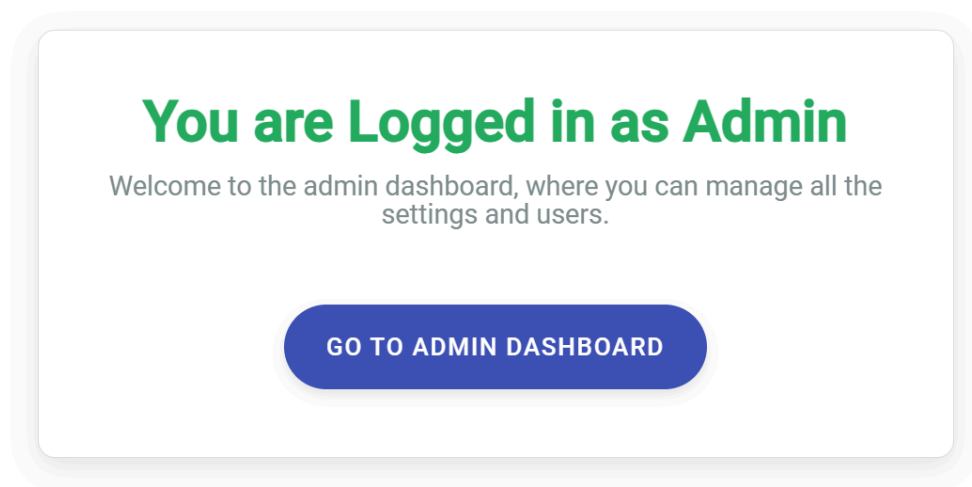 You are Logged in as Admin
Welcome to the admin dashboard, where you can manage all the
settings and users.
GO TO ADMIN DASHBOARD